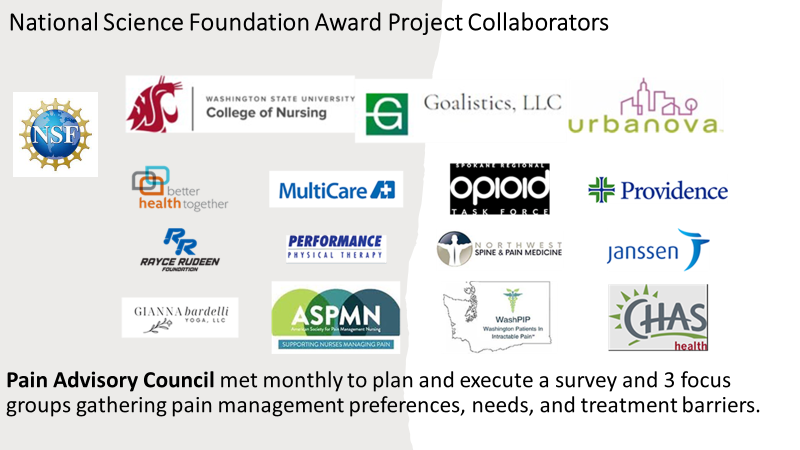 National Science Foundation Award Project Collaborators
NSF
WASHINGTON STATE UNIVERSITY
College of Nursing
G
Goalistics, LLC
urbanova
better
health together
MultiCare
SPOKANE REGIONAL
opioid
TASK FORCE
Providence
RR
RAYCE RUDEEN
FOUNDATION
PERFORMANCE
PHYSICAL THERAPY
NORTHWEST
SPINE & PAIN MEDICINE
janssen
GIANNA bardelli
YOGA, LLC
ASPMN
American Society for Pain Management Nursing
SUPPORTING NURSES MANAGING PAIN
WashPIP
Washington Patients In
Intractable Pain
CHAS
health
Pain Advisory Council met monthly to plan and execute a survey and 3 focus
groups gathering pain management preferences, needs, and treatment barriers.